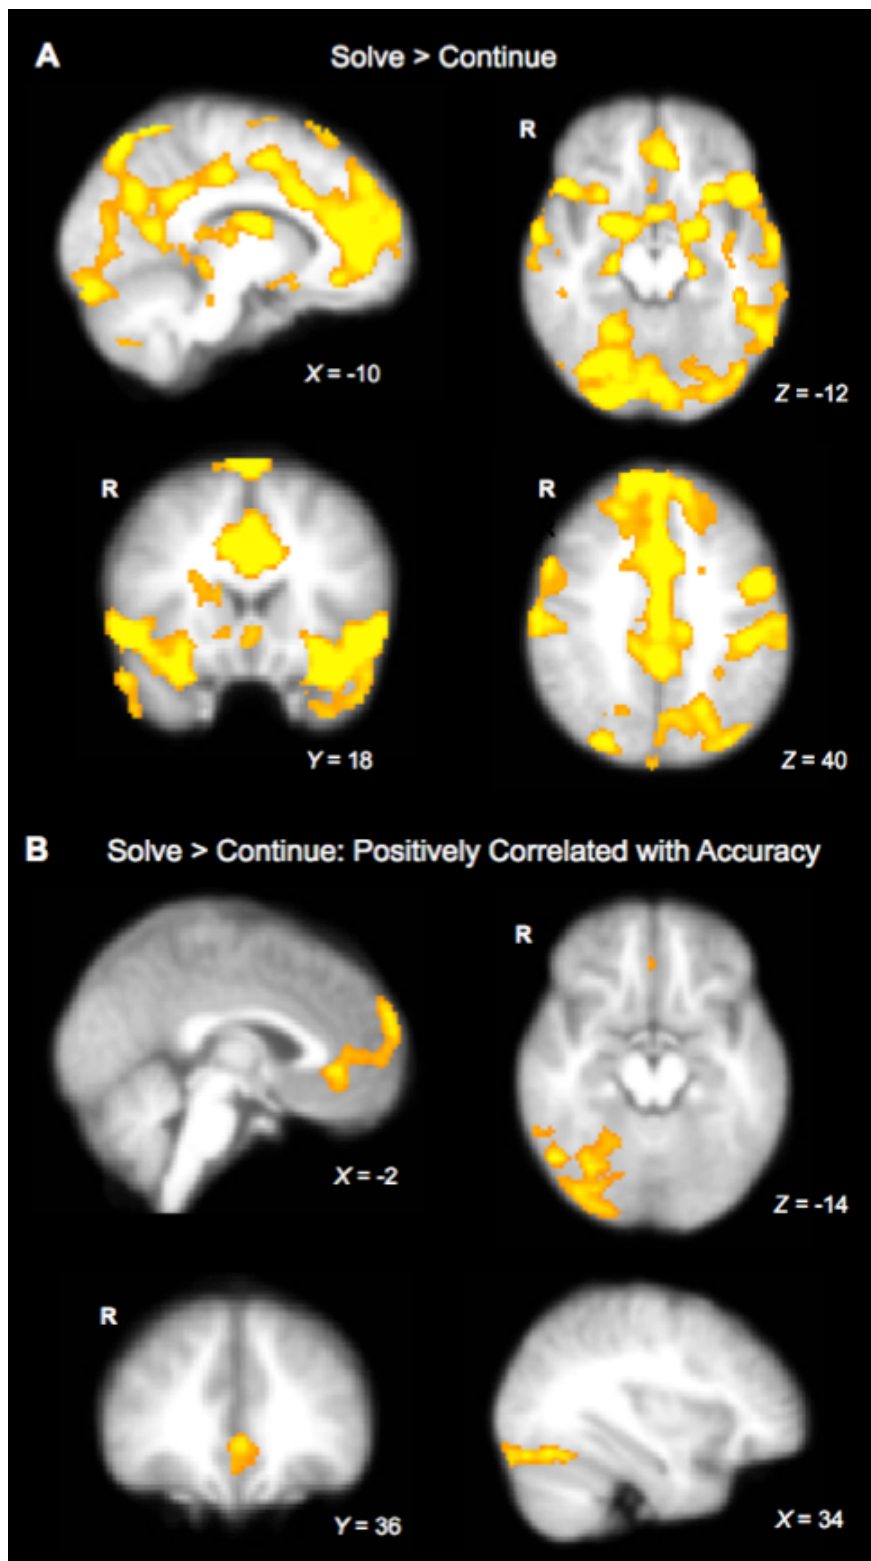 A Solve > Continue
R
X = -10
Z = -12
R
R
Y = 18
Z = 40
B Solve > Continue: Positively Correlated with Accuracy
R
X = -2
Z = -14
R
Y = 36
X = 34